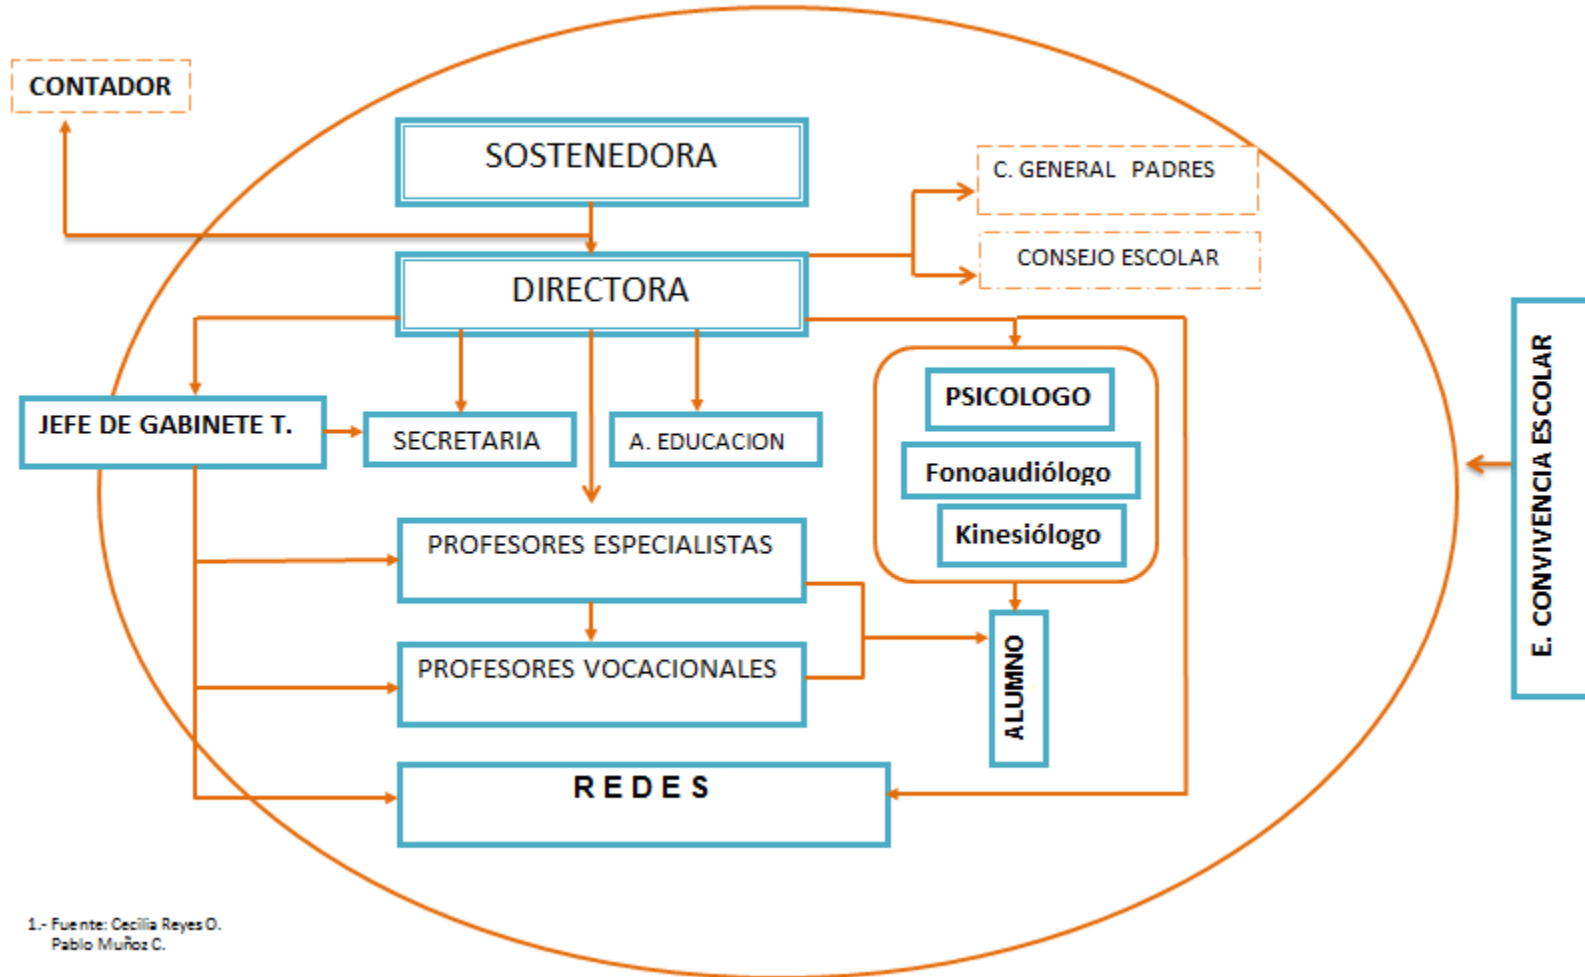 CONTADOR
SOSTENEDORA
C. GENERAL PADRES
CONSEJO ESCOLAR
DIRECTORA
JEFE DE GABINETE T.
SECRETARIA
A. EDUCACION
PSICOLOGO
Fonoaudiólogo
Kinesiólogo
PROFESORES ESPECIALISTAS
PROFESORES VOCACIONALES
ALUMNO
R E D E S
E. CONVIVENCIA ESCOLAR
1.- Fuente: Cecilia Reyes O.
Pablo Muñoz C.